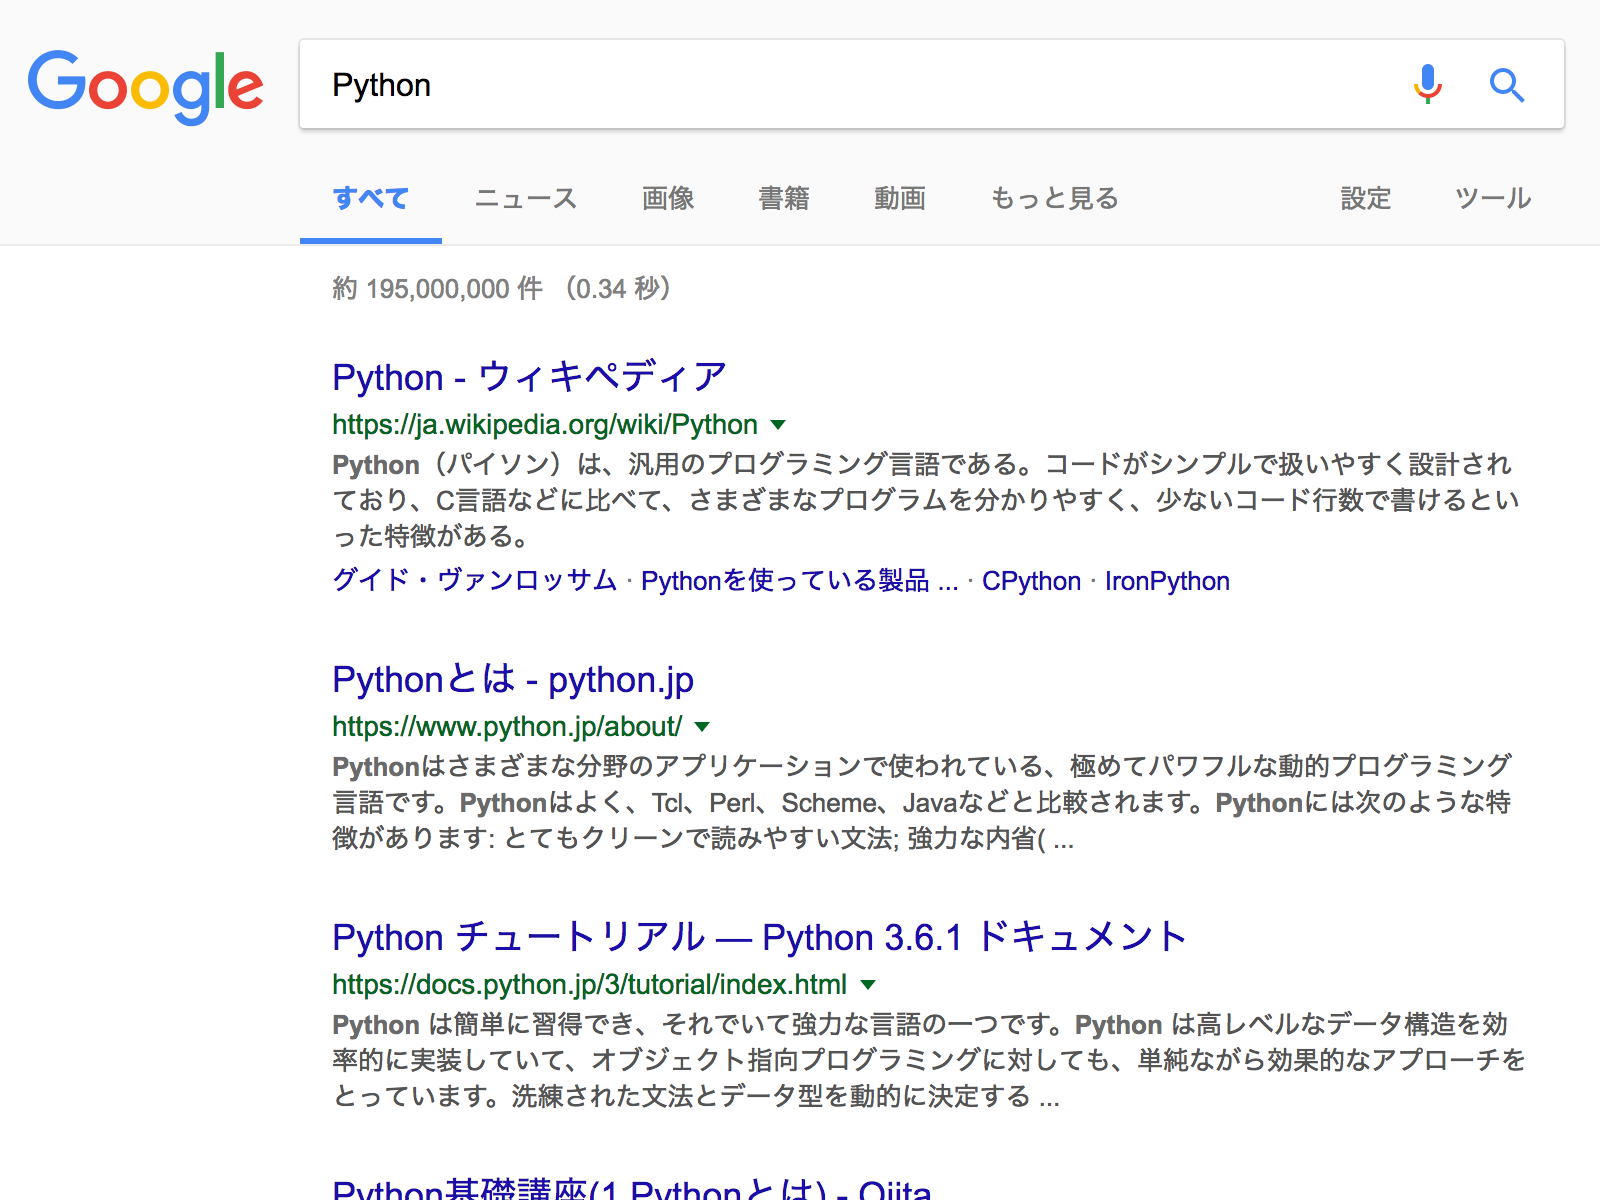 Google
Python
すべて ニュース 画像 書籍 動画 もっと見る 設定 ツール
約 195,000,000 件 （0.34 秒）
Python - ウィキペディア
https://ja.wikipedia.org/wiki/Python
Python（パイソン）は、汎用のプログラミング言語である。コードがシンプルで扱いやすく設計され
ており、C言語などに比べて、さまざまなプログラムを分かりやすく、少ないコード行数で書けるとい
った特徴がある。
グイド・ヴァンロッサム · Pythonを使っている製品 ... · CPython · IronPython
Pythonとは - python.jp
https://www.python.jp/about/
Pythonはさまざまな分野のアプリケーションで使われている、極めてパワフルな動的プログラミング
言語です。Pythonはよく、Tcl、Perl、Scheme、Javaなどと比較されます。Pythonには次のような特
徴があります: とてもクリーンで読みやすい文法; 強力な内省( ...
Python チュートリアル — Python 3.6.1 ドキュメント
https://docs.python.jp/3/tutorial/index.html
Python は簡単に習得でき、それでいて強力な言語の一つです。Python は高レベルなデータ構造を効
率的に実装していて、オブジェクト指向プログラミングに対しても、単純ながら効果的なアプローチを
とっています。洗練された文法とデータ型を動的に決定する ...
Python基礎講座(1 Pythonとは) - Qiita